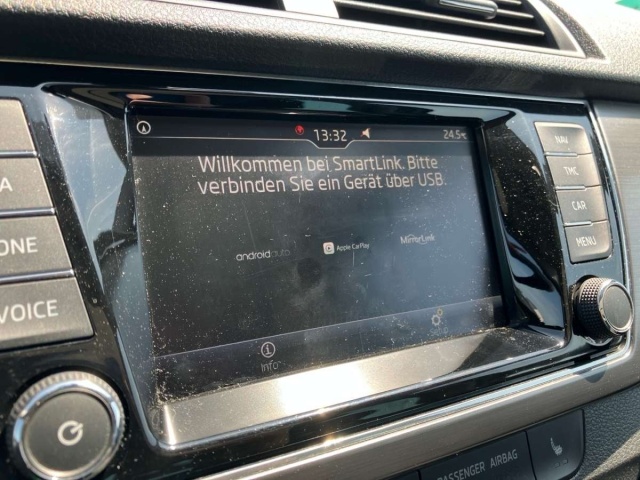 13:32
24.5°C
Willkommen bei SmartLink. Bitte
verbinden Sie ein Gerät über USB.
androidauto
Apple CarPlay
MirrorLink
Info
NAV
TMC
CAR
MENU
VOICE
PASSENGER AIRBAG